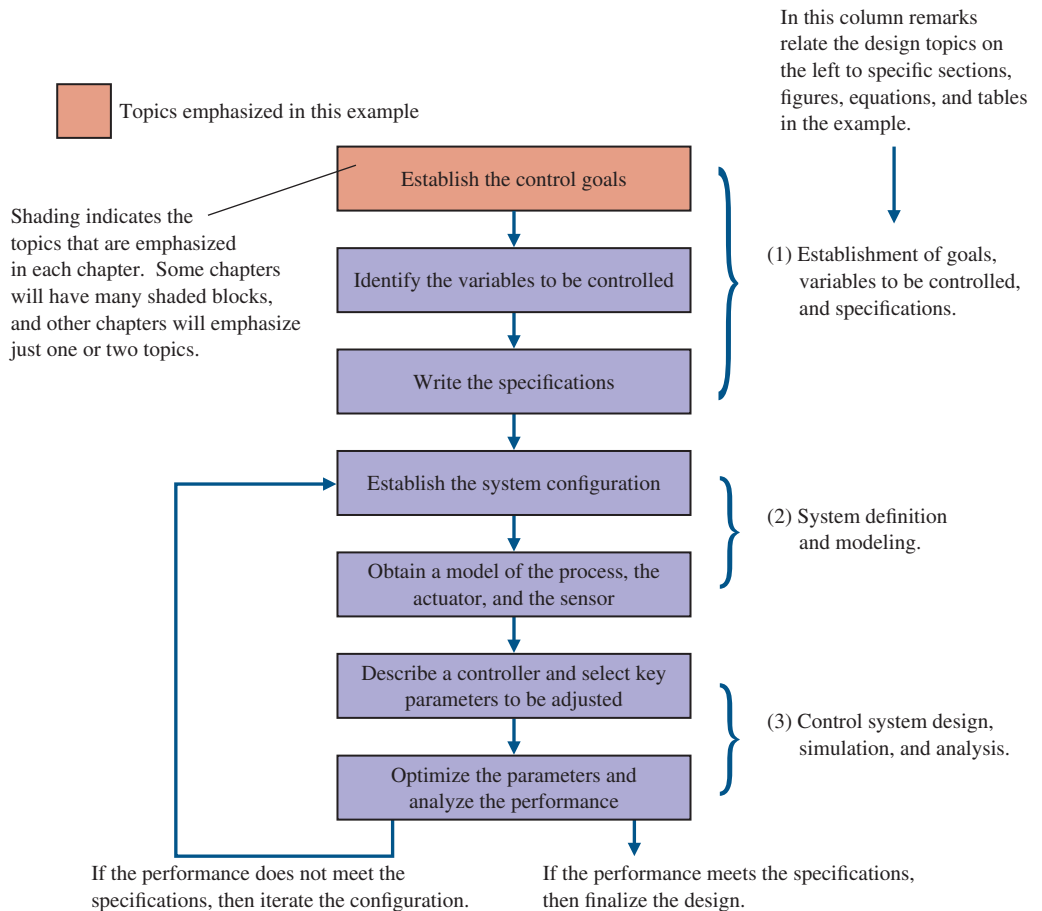 In this column remarks
relate the design topics on
the left to specific sections,
figures, equations, and tables
in the example.
Topics emphasized in this example
Shading indicates the
topics that are emphasized
in each chapter. Some chapters
will have many shaded blocks,
and other chapters will emphasize
just one or two topics.
Establish the control goals
Identify the variables to be controlled
Write the specifications
(1) Establishment of goals,
variables to be controlled,
and specifications.
Establish the system configuration
Obtain a model of the process, the
actuator, and the sensor
(2) System definition
and modeling.
Describe a controller and select key
parameters to be adjusted
Optimize the parameters and
analyze the performance
(3) Control system design,
simulation, and analysis.
If the performance does not meet the
specifications, then iterate the configuration.
If the performance meets the specifications,
then finalize the design.